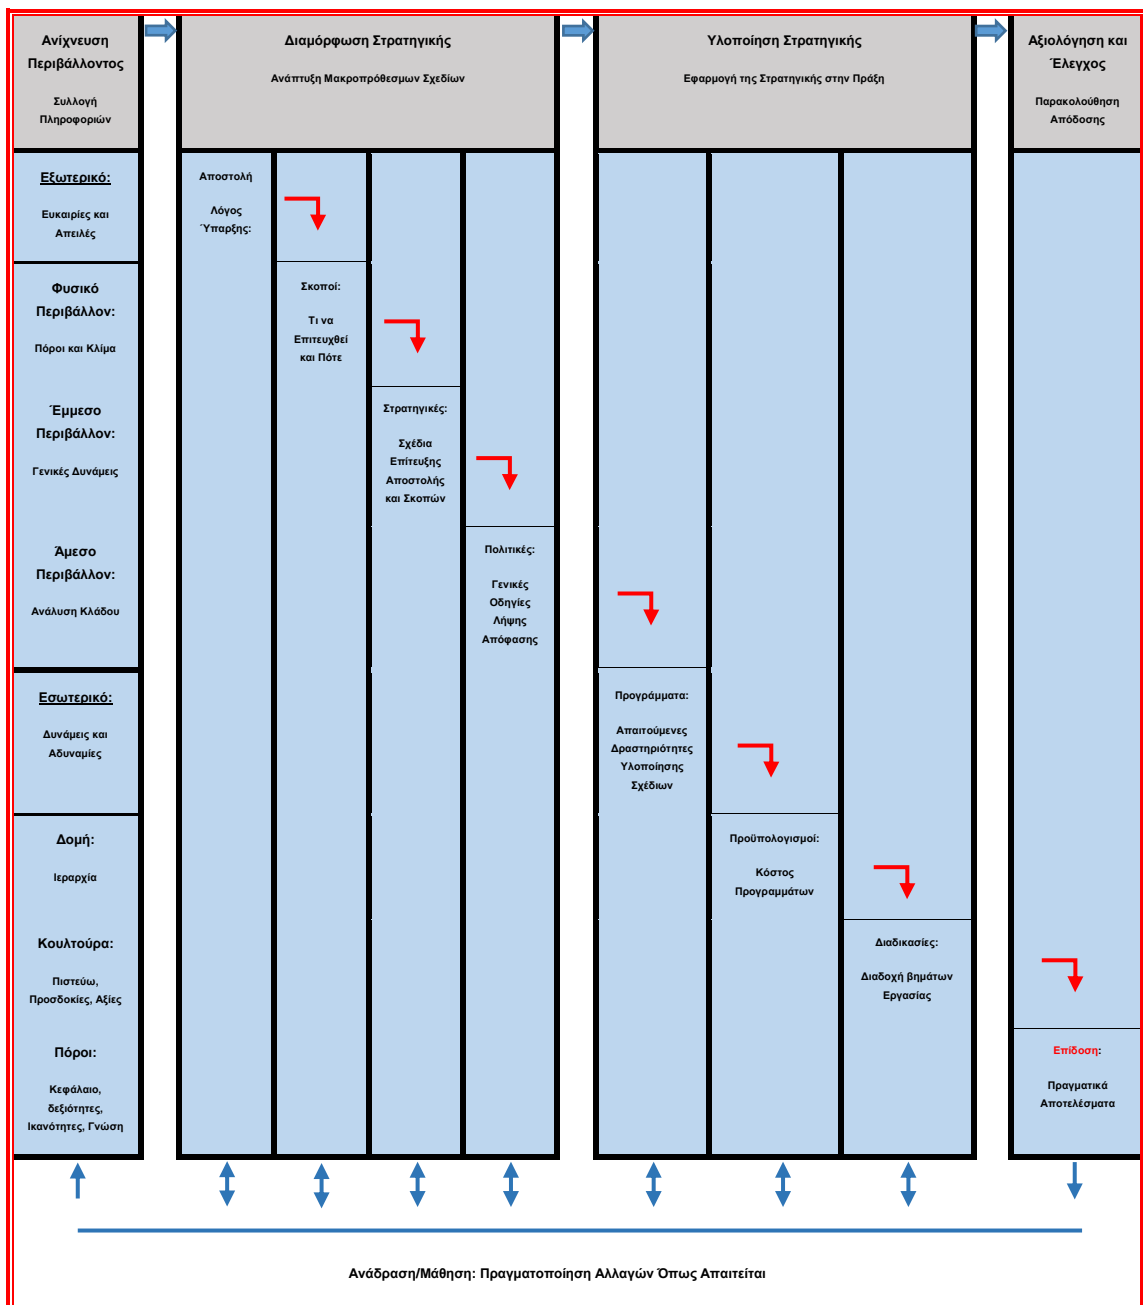 Ανίχνευση
Περιβάλλοντος
Συλλογή
Πληροφοριών
Διαμόρφωση Στρατηγικής
Ανάπτυξη Μακροπρόθεσμων Σχεδίων
Υλοποίηση Στρατηγικής
Εφαρμογή της Στρατηγικής στην Πράξη
Αξιολόγηση και
Έλεγχος
Παρακολούθηση
Απόδοσης
Εξωτερικό:
Ευκαιρίες και
Απειλές
Φυσικό
Περιβάλλον:
Πόροι και Κλίμα
Έμμεσο
Περιβάλλον:
Γενικές Δυνάμεις
Άμεσο
Περιβάλλον:
Ανάλυση Κλάδου
Εσωτερικό:
Δυνάμεις και
Αδυναμίες
Δομή:
Ιεραρχία
Κουλτούρα:
Πιστεύω,
Προσδοκίες, Αξίες
Πόροι:
Κεφάλαιο,
δεξιότητες,
Ικανότητες, Γνώση
Αποστολή
Λόγος
Ύπαρξης:
Σκοποί:
Τι να
Επιτευχθεί
και Πότε
Στρατηγικές:
Σχέδια
Επίτευξης
Αποστολής
και Σκοπών
Πολιτικές:
Γενικές
Οδηγίες
Λήψης
Απόφασης
Προγράμματα:
Απαιτούμενες
Δραστηριότητες
Υλοποίησης
Σχέδιων
Προϋπολογισμοί:
Κόστος
Προγραμμάτων
Διαδικασίες:
Διαδοχή βημάτων
Εργασίας
Επίδοση:
Πραγματικά
Αποτελέσματα
Ανάδραση/Μάθηση: Πραγματοποίηση Αλλαγών Όπως Απαιτείται